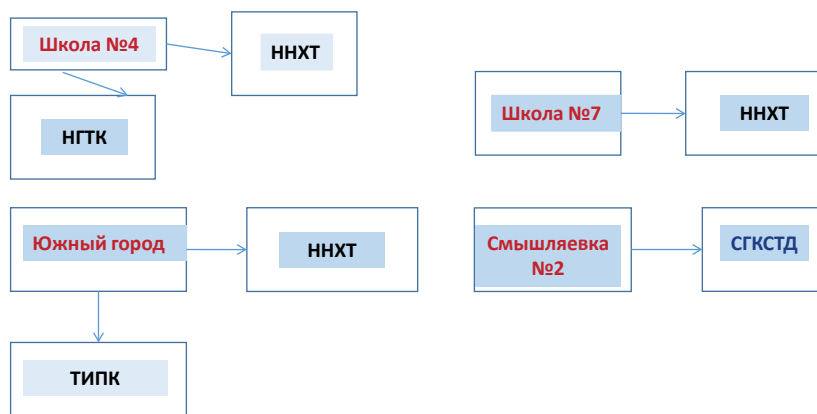 Школа №4
ННХТ
НГТК
Школа №7
ННХТ
Южный город
ННХТ
Смышляевка
№2
СГКСТД
ТИПК